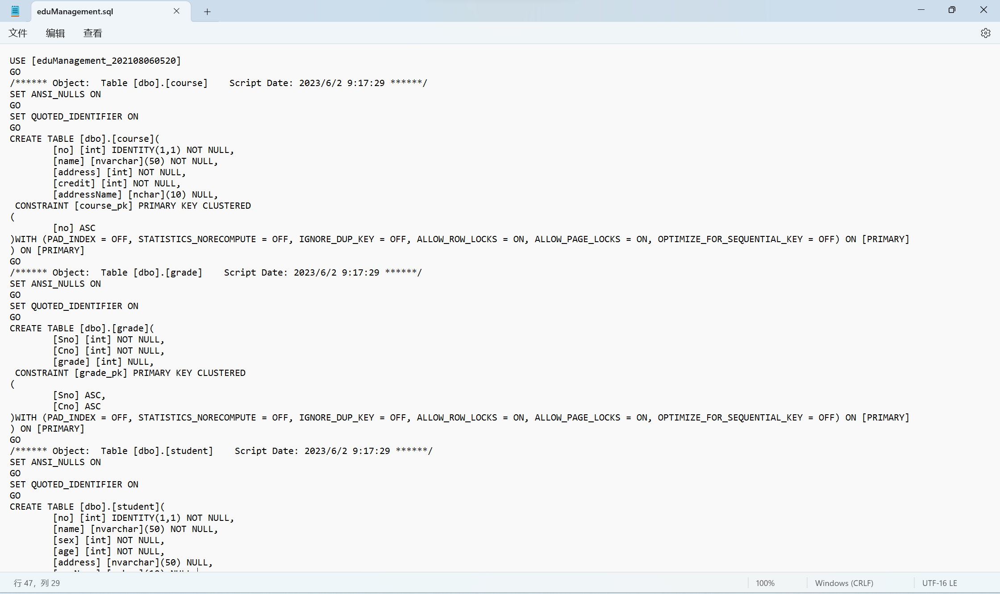 eduManagement.sql
文件 编辑 查看
USE [eduManagement_202108060520]
GO
/****** Object:  Table [dbo].[course]    Script Date: 2023/6/2 9:17:29 ******/
SET ANSI_NULLS ON
GO
SET QUOTED_IDENTIFIER ON
GO
CREATE TABLE [dbo].[course](
[no] [int] IDENTITY(1,1) NOT NULL,
[name] [nvarchar](50) NOT NULL,
[address] [int] NOT NULL,
[credit] [int] NOT NULL,
[addressName] [nchar](10) NULL,
CONSTRAINT [course_pk] PRIMARY KEY CLUSTERED
(
[no] ASC
)WITH (PAD_INDEX = OFF, STATISTICS_NORECOMPUTE = OFF, IGNORE_DUP_KEY = OFF, ALLOW_ROW_LOCKS = ON, ALLOW_PAGE_LOCKS = ON, OPTIMIZE_FOR_SEQUENTIAL_KEY = OFF) ON [PRIMARY]
) ON [PRIMARY]
GO
/****** Object:  Table [dbo].[grade]    Script Date: 2023/6/2 9:17:29 ******/
SET ANSI_NULLS ON
GO
SET QUOTED_IDENTIFIER ON
GO
CREATE TABLE [dbo].[grade](
[Sno] [int] NOT NULL,
[Cno] [int] NOT NULL,
[grade] [int] NULL,
CONSTRAINT [grade_pk] PRIMARY KEY CLUSTERED
(
[Sno] ASC,
[Cno] ASC
)WITH (PAD_INDEX = OFF, STATISTICS_NORECOMPUTE = OFF, IGNORE_DUP_KEY = OFF, ALLOW_ROW_LOCKS = ON, ALLOW_PAGE_LOCKS = ON, OPTIMIZE_FOR_SEQUENTIAL_KEY = OFF) ON [PRIMARY]
) ON [PRIMARY]
GO
/****** Object:  Table [dbo].[student]    Script Date: 2023/6/2 9:17:29 ******/
SET ANSI_NULLS ON
GO
SET QUOTED_IDENTIFIER ON
GO
CREATE TABLE [dbo].[student](
[no] [int] IDENTITY(1,1) NOT NULL,
[name] [nvarchar](50) NOT NULL,
[sex] [int] NOT NULL,
[age] [int] NOT NULL,
[address] [nvarchar](50) NULL,
行 47，列 29 100% Windows (CRLF) UTF-16 LE